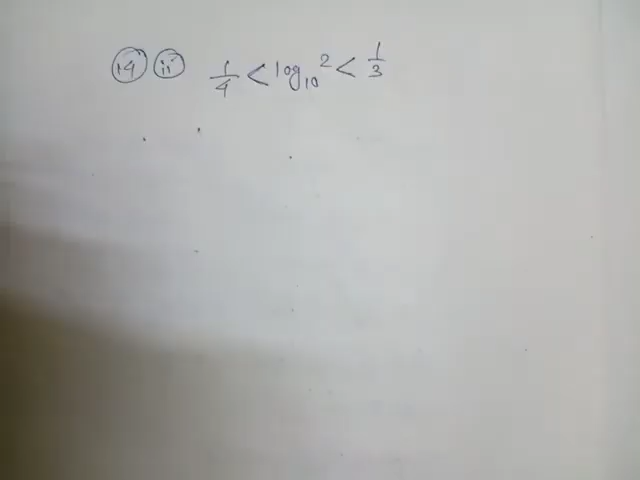 14 ii 1/4 < log₁₀ 2 < 1/3